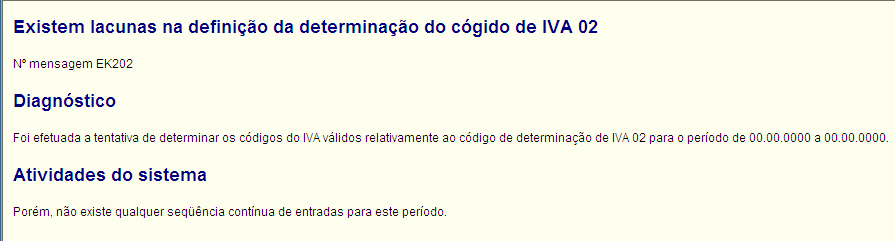 Existem lacunas na definição da determinação do cógido de IVA 02
Nº mensagem EK202
Diagnóstico
Foi efetuada a tentativa de determinar os códigos do IVA válidos relativamente ao código de determinação de IVA 02 para o período de 00.00.0000 a 00.00.0000.
Atividades do sistema
Porém, não existe qualquer seqüência contínua de entradas para este período.